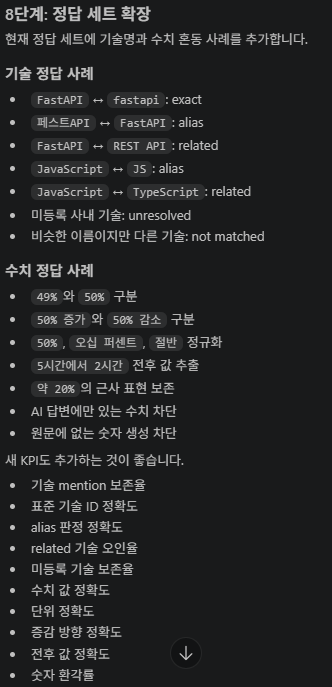 8단계: 정답 세트 확장
현재 정답 세트에 기술명과 수치 혼동 사례를 추가합니다.
기술 정답 사례
• FastAPI ↔ fastapi: exact
• 페스트API ↔ FastAPI: alias
• FastAPI ↔ REST API: related
• JavaScript ↔ JS: alias
• JavaScript ↔ TypeScript: related
• 미등록 사내 기술: unresolved
• 비슷한 이름이지만 다른 기술: not matched
수치 정답 사례
• 49%와 50% 구분
• 50% 증가와 50% 감소 구분
• 50%, 오십 퍼센트, 절반 정규화
• 5시간에서 2시간 전후 값 추출
• 약 20%의 근사 표현 보존
• AI 답변에만 있는 수치 차단
• 원문에 없는 숫자 생성 차단
새 KPI도 추가하는 것이 좋습니다.
• 기술 mention 보존율
• 표준 기술 ID 정확도
• alias 판정 정확도
• related 기술 오인율
• 미등록 기술 보존율
• 수치 값 정확도
• 단위 정확도
• 증감 방향 정확도
• 전후 값 정확도
• 숫자 환각률